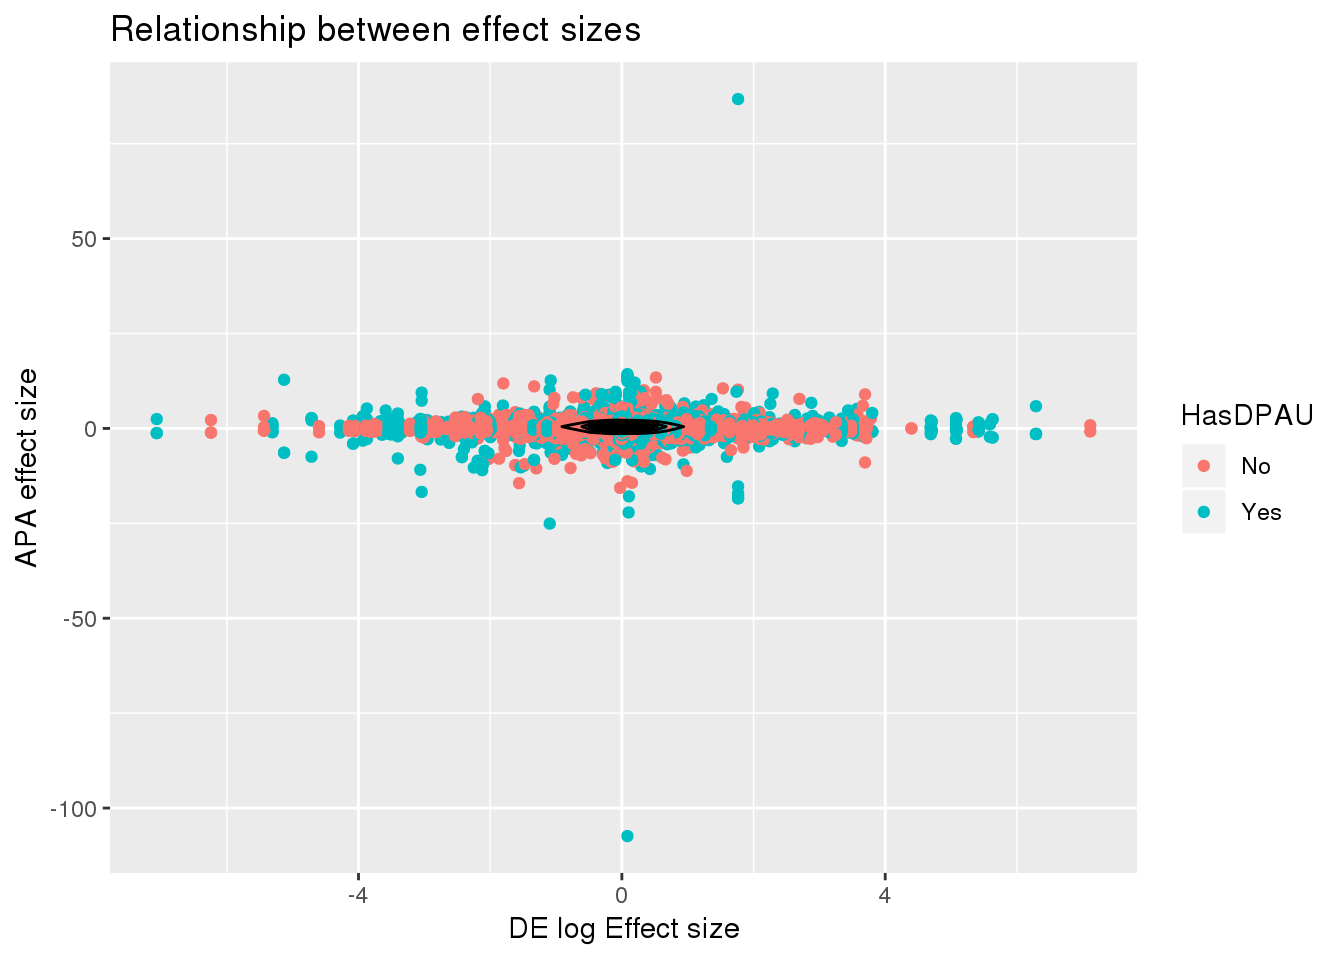 Relationship between effect sizes
50
0
-50
-100
APA effect size
-4
0
4
DE log Effect size
HasDPAU
No
Yes